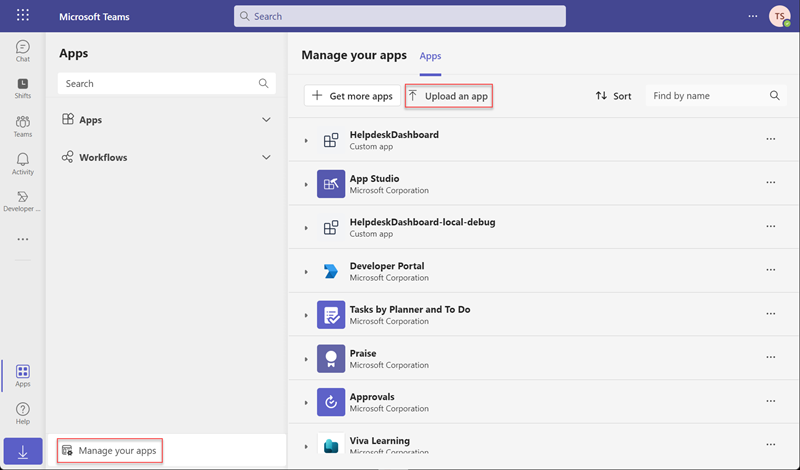 Microsoft Teams
Search
TS
Chat
Shifts
Teams
Activity
Developer ...
Apps
Help
Apps
Search
Apps
Workflows
Manage your apps
Manage your apps
Apps
Get more apps
Upload an app
Sort
Find by name
HelpdeskDashboard
Custom app
App Studio
Microsoft Corporation
HelpdeskDashboard-local-debug
Custom app
Developer Portal
Microsoft Corporation
Tasks by Planner and To Do
Microsoft Corporation
Praise
Microsoft Corporation
Approvals
Microsoft Corporation
Viva Learning